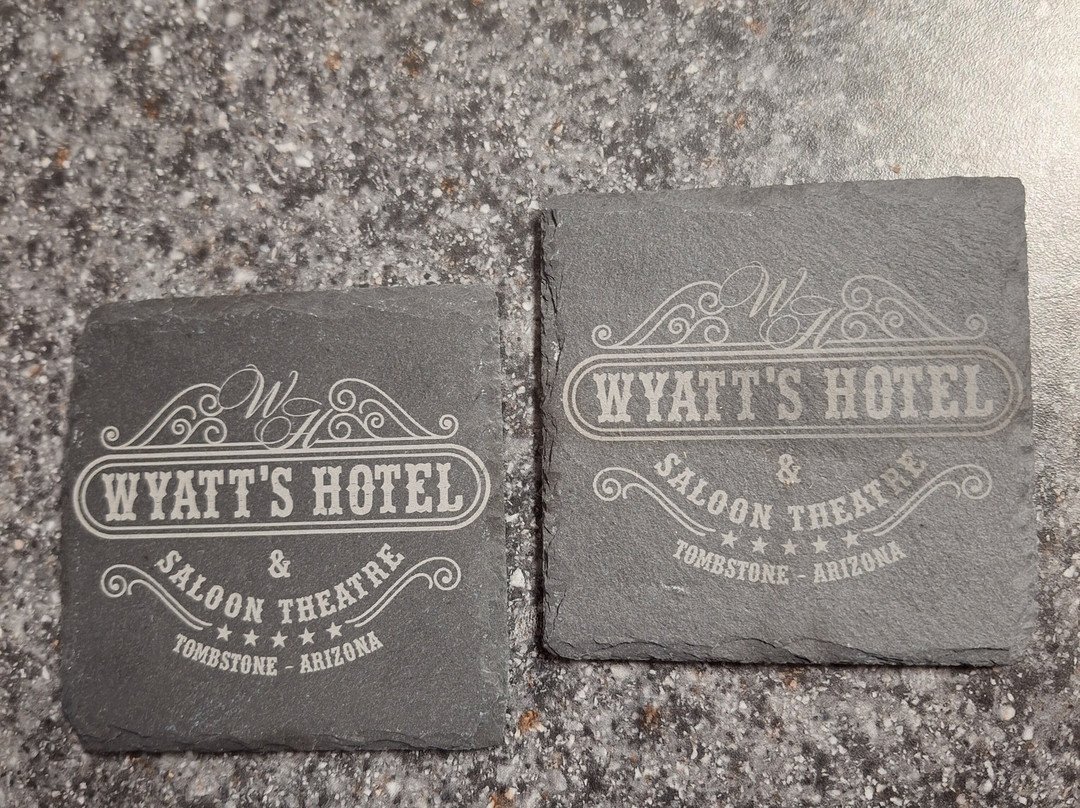 WH
WYATT'S HOTEL
&
SALOON THEATRE
TOMBSTONE - ARIZONA
WH
WYATT'S HOTEL
&
SALOON THEATRE
TOMBSTONE - ARIZONA